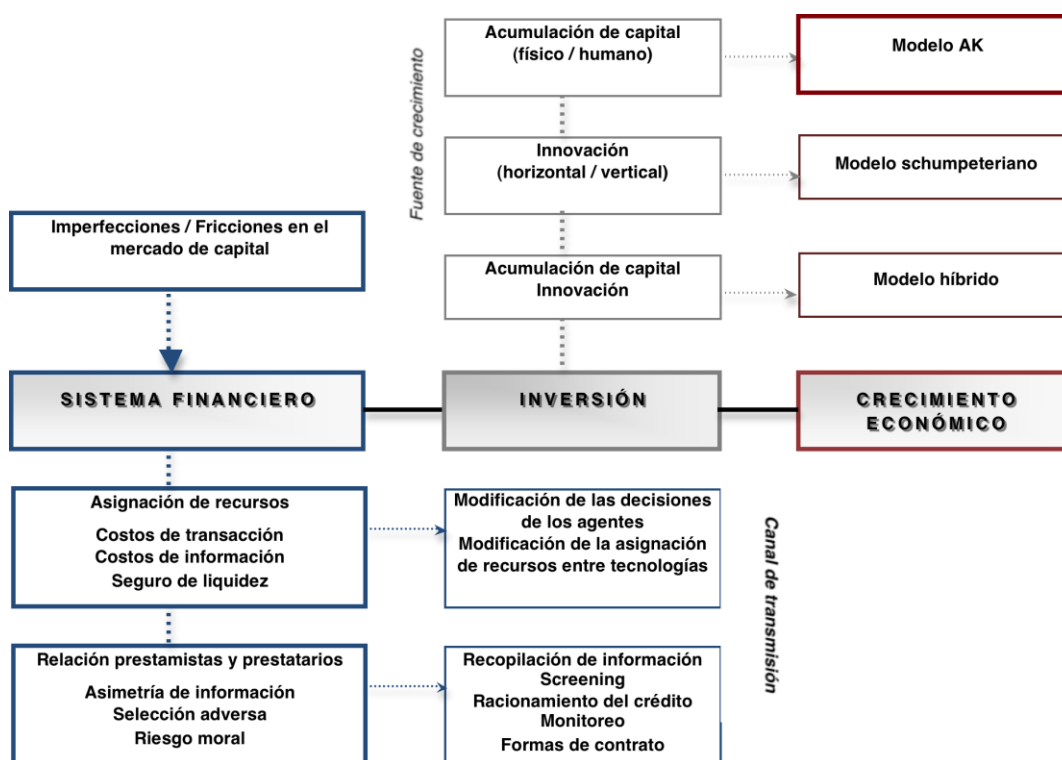 Fuente de crecimiento
Acumulación de capital
(físico / humano)
Modelo AK
Innovación
(horizontal / vertical)
Modelo schumpeteriano
Imperfecciones / Fricciones en el
mercado de capital
Acumulación de capital
Innovación
Modelo híbrido
SISTEMA FINANCIERO
INVERSIÓN
CRECIMIENTO
ECONÓMICO
Asignación de recursos
Costos de transacción
Costos de información
Seguro de liquidez
Modificación de las decisiones
de los agentes
Modificación de la asignación
de recursos entre tecnologías
Canal de transmisión
Relación prestamistas y prestatarios
Asimetría de información
Selección adversa
Riesgo moral
Recopilación de información
Screening
Racionamiento del crédito
Monitoreo
Formas de contrato